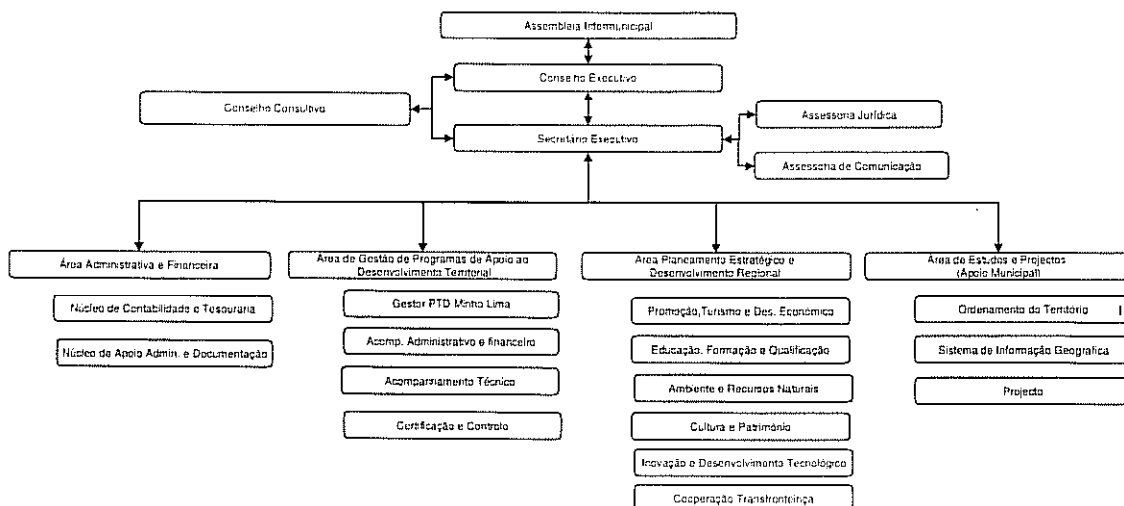 Assembleia Intermunicipal
Conselho Executivo
Conselho Consultivo
Assessoria Jurídica
Secretário Executivo
Assessoria de Comunicação
Área Administrativa e Financeira
Núcleo de Contabilidade e Tesouraria
Núcleo de Apoio Admin. e Documentação
Área de Gestão de Programas de Apoio ao
Desenvolvimento Territorial
Gestor PTD Minho Lima
Acomp. Administrativo e financeiro
Acompanhamento Técnico
Certificação e Controlo
Área Planeamento Estratégico e
Desenvolvimento Regional
Promoção,Turismo e Des. Económico
Educação, Formação e Qualificação
Ambiente e Recursos Naturais
Cultura e Património
Inovação e Desenvolvimento Tecnológico
Cooperação Transfronteiriça
Área de Estudos e Projectos
(Apoio Municipal)
Ordenamento do Território
Sistema de Informação Geografica
Projecto